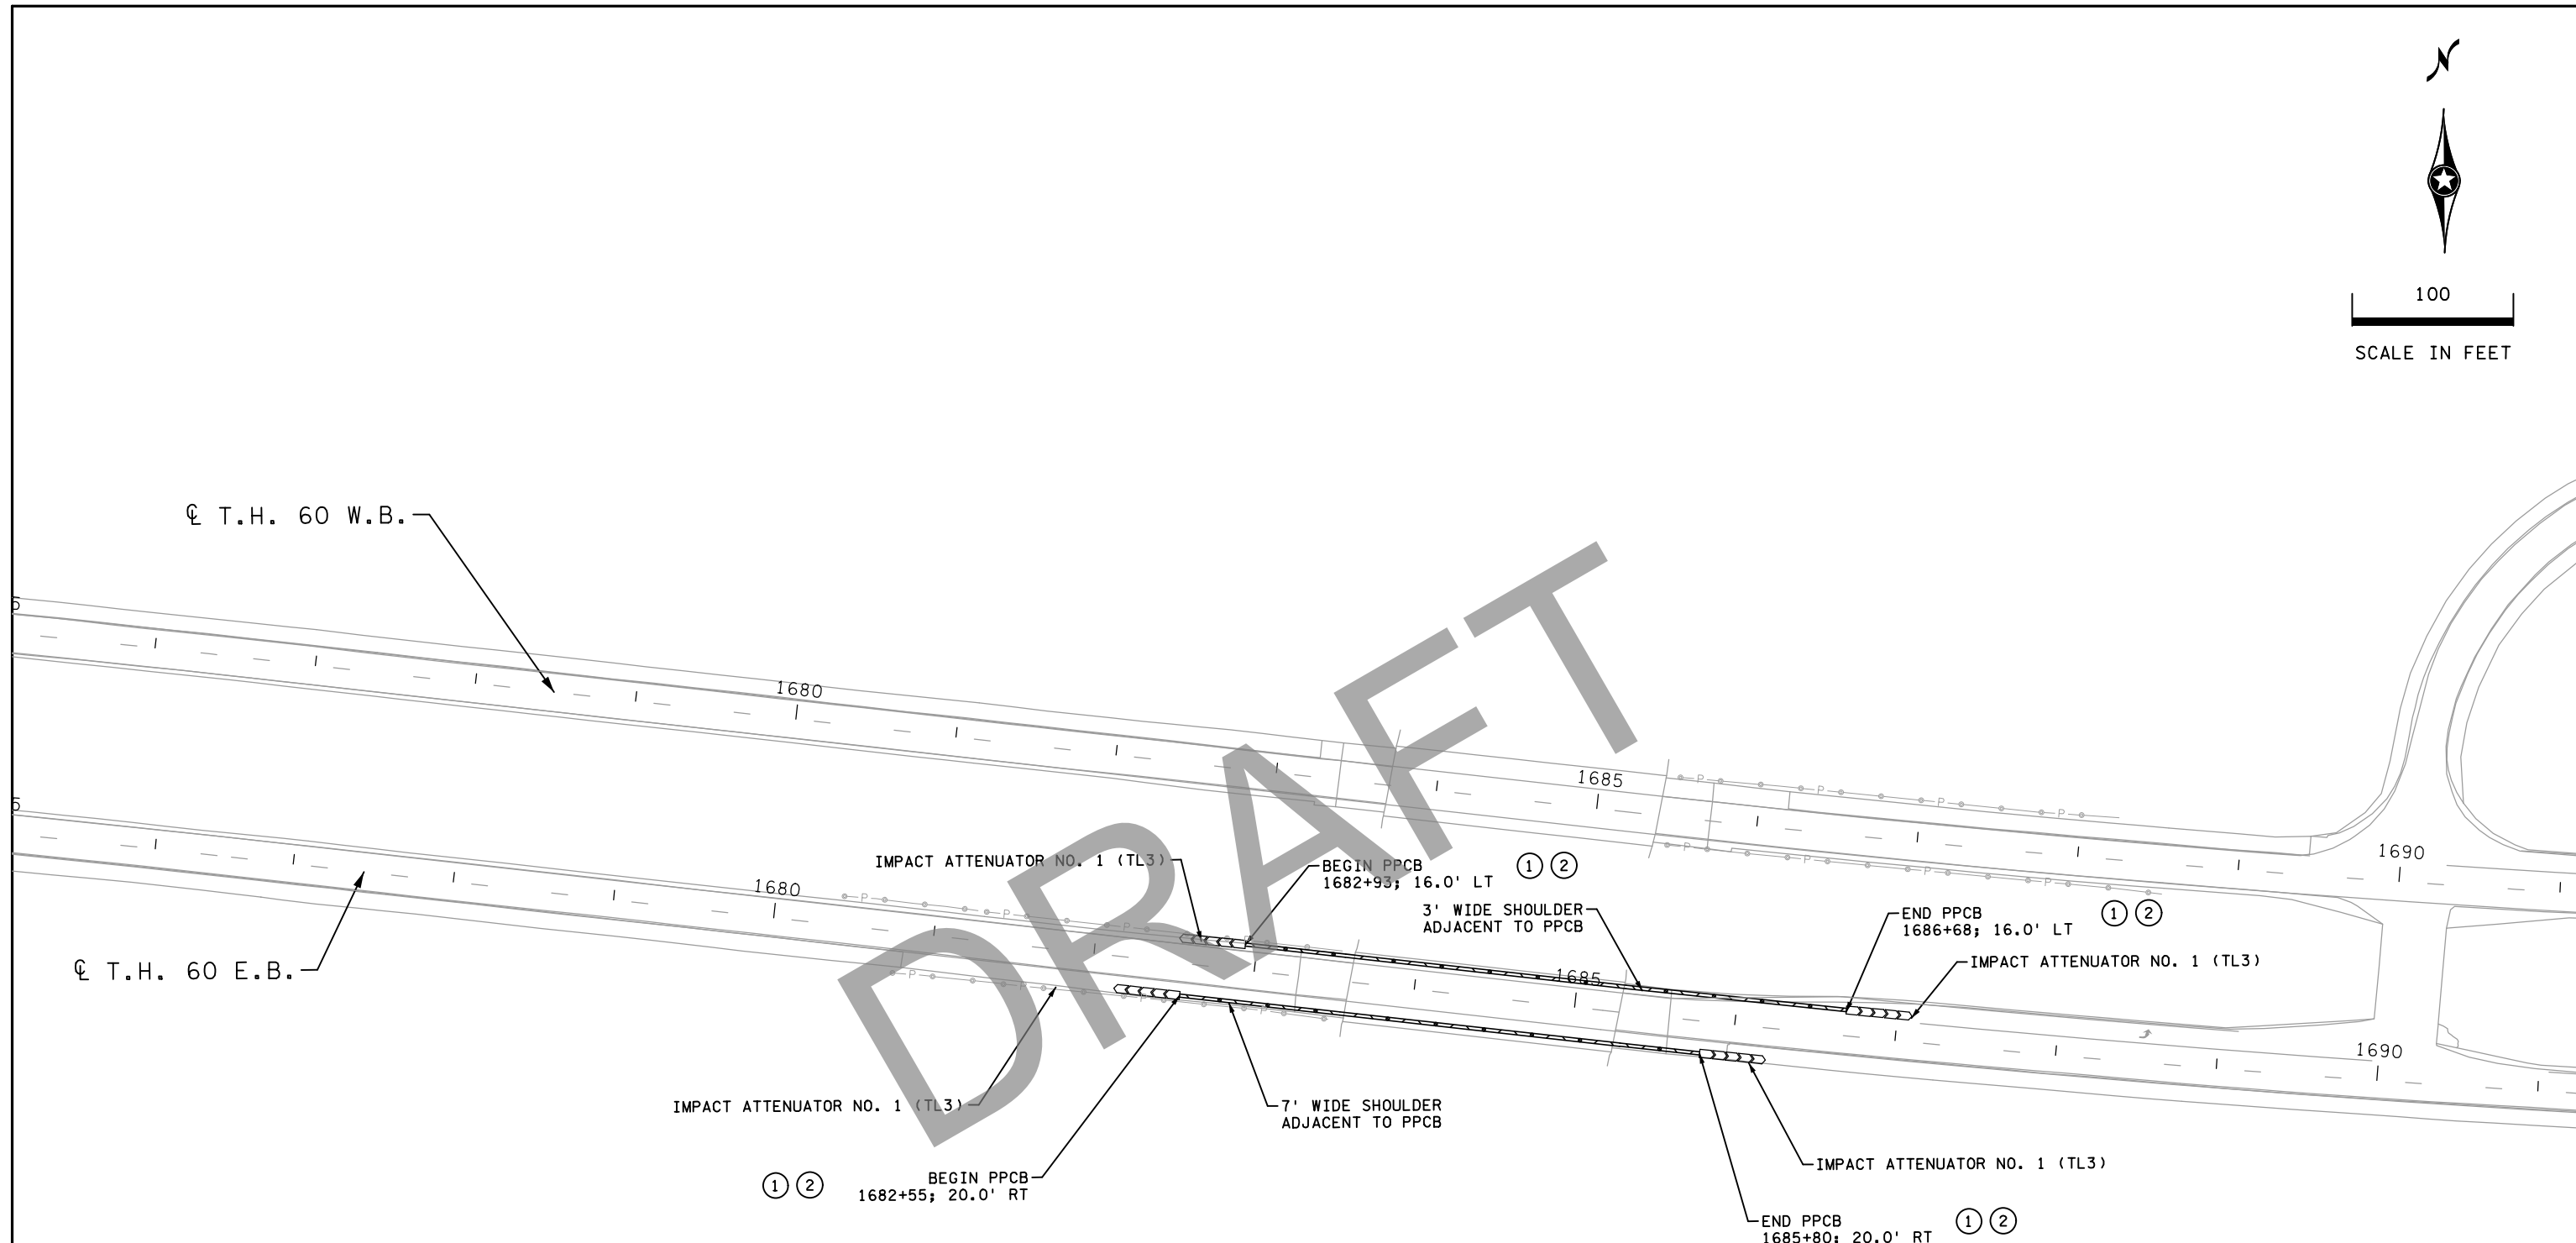 N
100
SCALE IN FEET
℄ T.H. 60 W.B.
1680
1685
1690
℄ T.H. 60 E.B.
1680
1685
1690
IMPACT ATTENUATOR NO. 1 (TL3)
BEGIN PPCB
1682+93; 16.0' LT
1 2
3' WIDE SHOULDER
ADJACENT TO PPCB
END PPCB
1686+68; 16.0' LT
1 2
IMPACT ATTENUATOR NO. 1 (TL3)
IMPACT ATTENUATOR NO. 1 (TL3)
7' WIDE SHOULDER
ADJACENT TO PPCB
IMPACT ATTENUATOR NO. 1 (TL3)
1 2
BEGIN PPCB
1682+55; 20.0' RT
END PPCB
1685+80; 20.0' RT
1 2
DRAFT